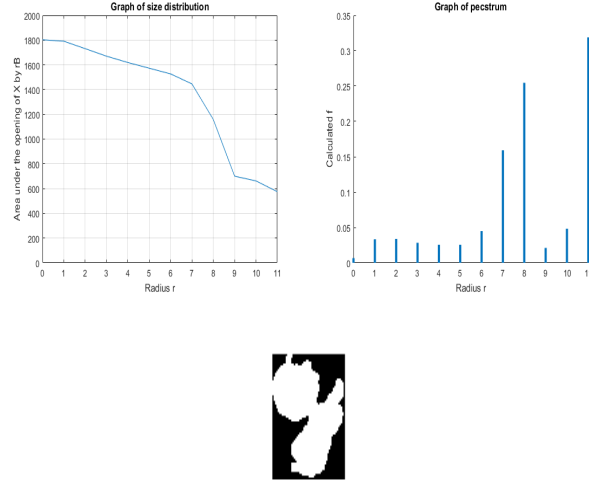 Graph of size distribution
Area under the opening of X by rB
2000
1800
1600
1400
1200
1000
800
600
400
200
0
0 1 2 3 4 5 6 7 8 9 10 11
Radius r
Graph of pecstrum
Calculated f
0.35
0.3
0.25
0.2
0.15
0.1
0.05
0
0 1 2 3 4 5 6 7 8 9 10 1
Radius r